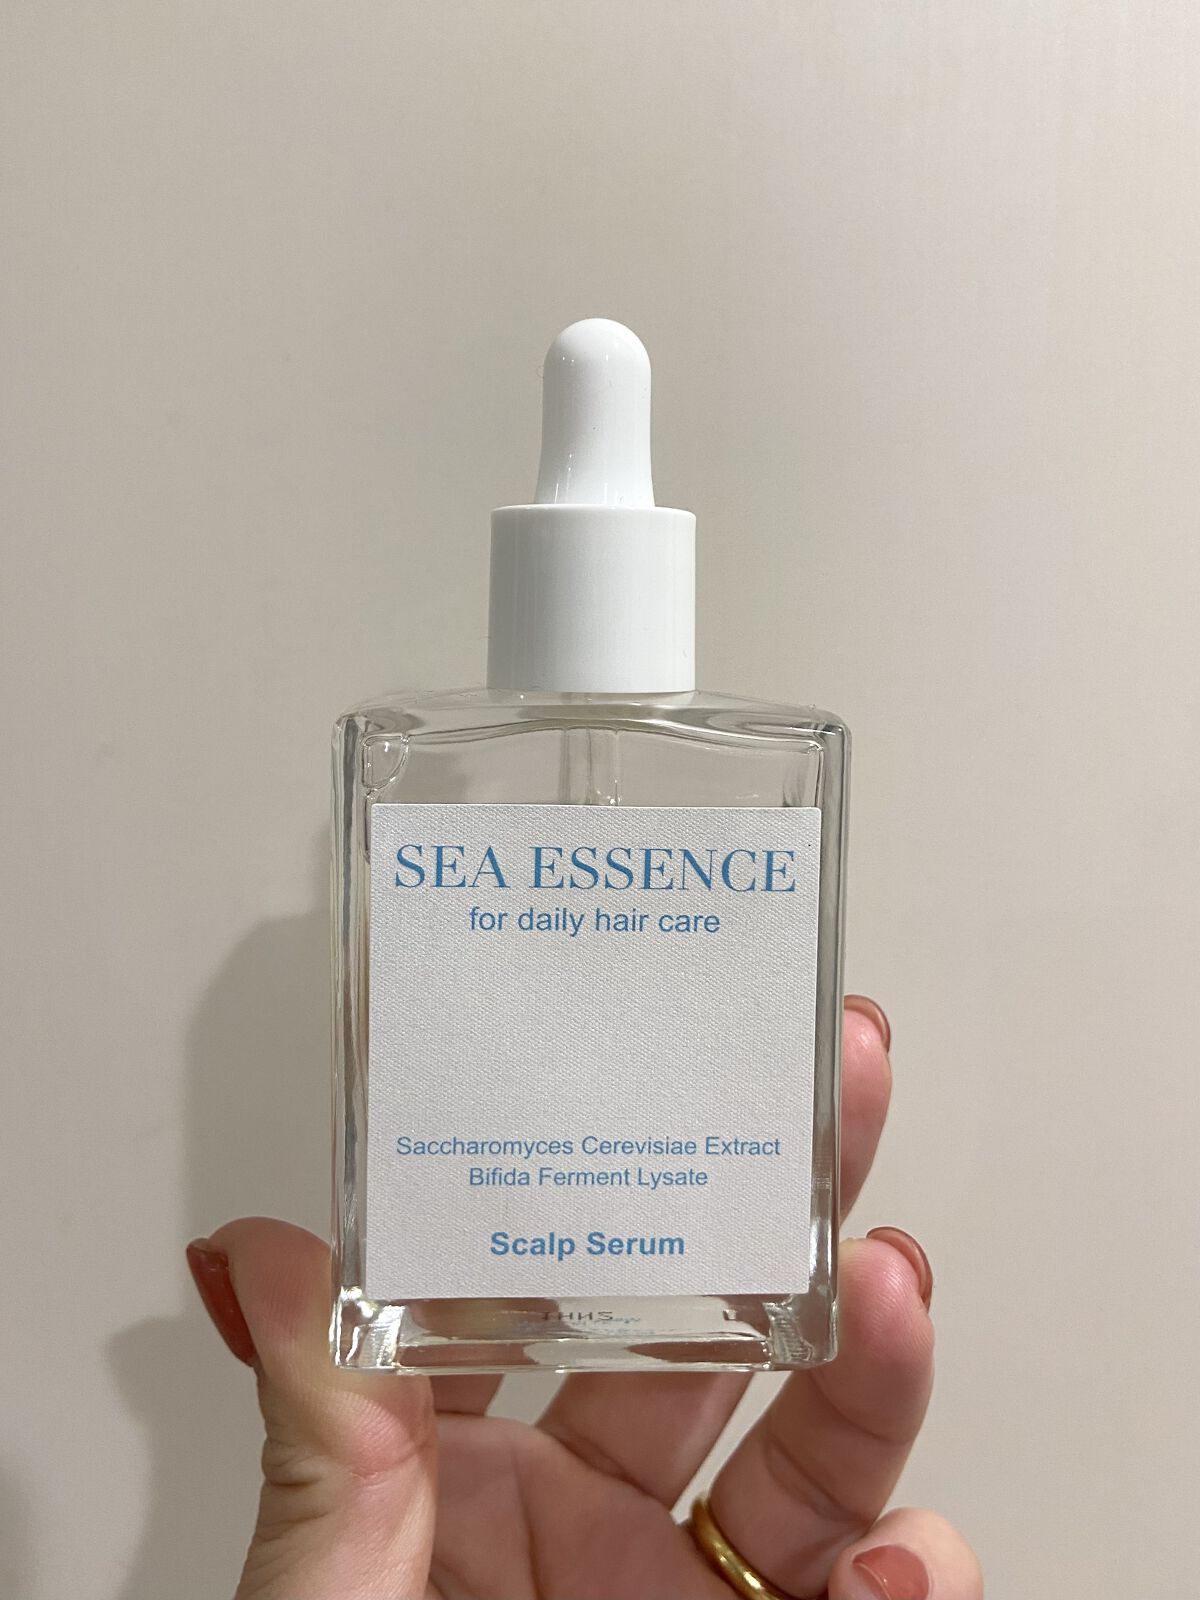 SEA ESSENCE
for daily hair care
Saccharomyces Cerevisiae Extract
Bifida Ferment Lysate
Scalp Serum